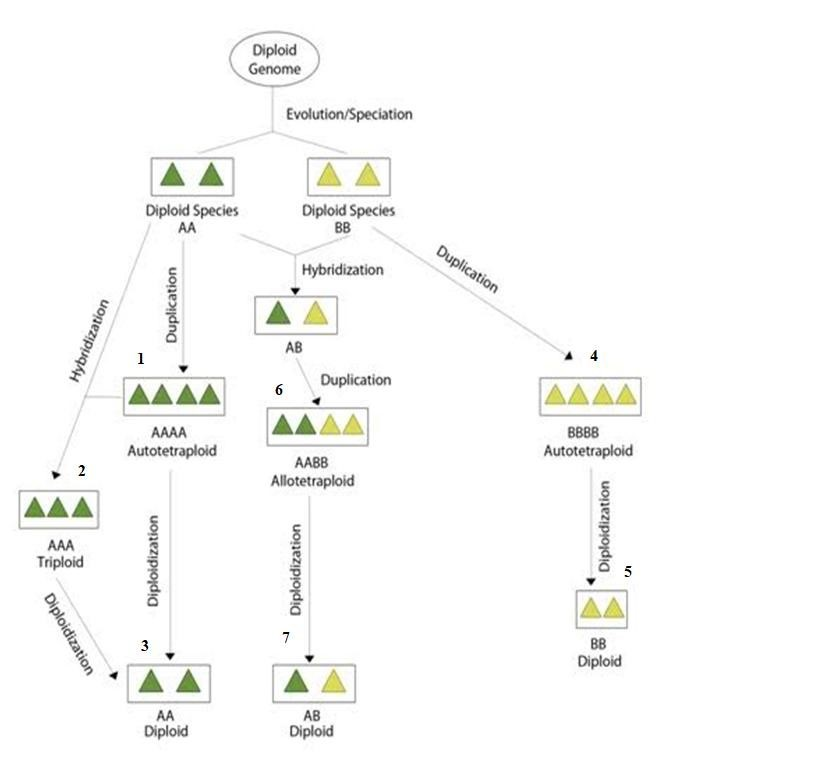 Diploid
Genome
Evolution/Speciation
Diploid Species
AA
Diploid Species
BB
Hybridization
Duplication
Hybridization
Duplication
AB
1
AAAA
Autotetraploid
Duplication
6
AABB
Allotetraploid
4
BBBB
Autotetraploid
2
AAA
Triploid
Diploidization
Diploidization
Diploidization
Diploidization
5
BB
Diploid
3
AA
Diploid
7
AB
Diploid